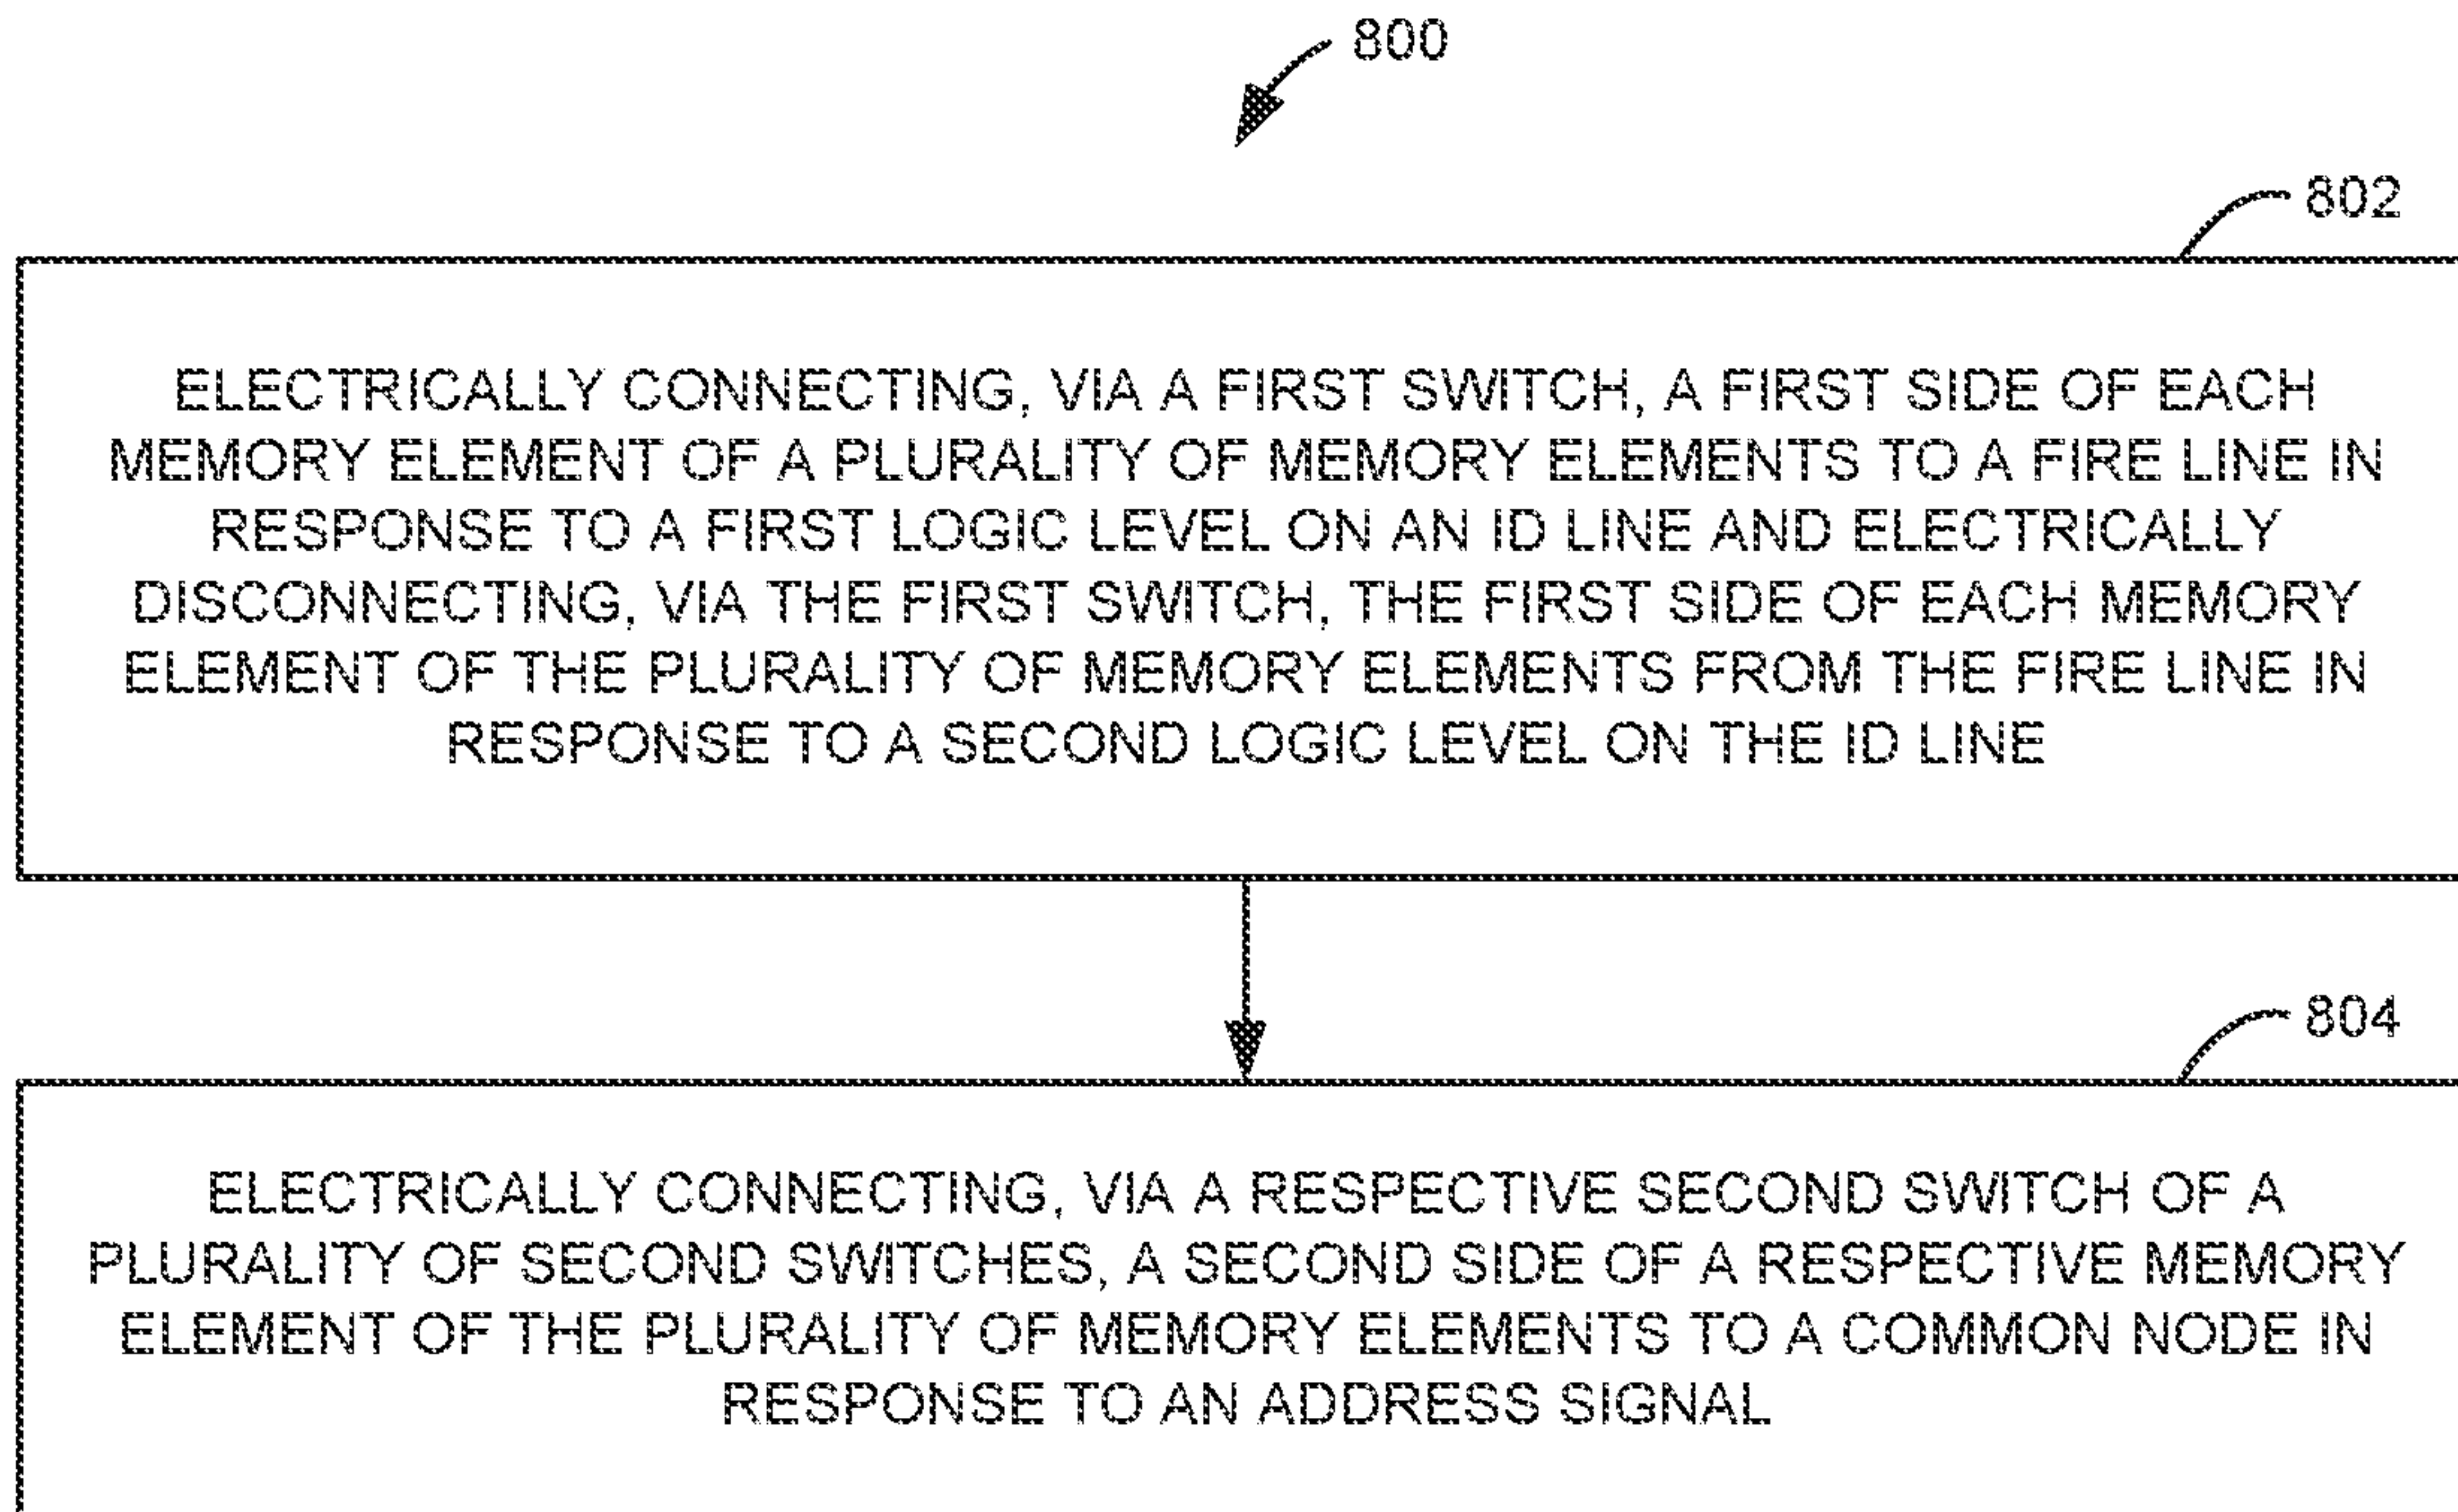 800
802
ELECTRICALLY CONNECTING, VIA A FIRST SWITCH, A FIRST SIDE OF EACH
MEMORY ELEMENT OF A PLURALITY OF MEMORY ELEMENTS TO A FIRE LINE IN
RESPONSE TO A FIRST LOGIC LEVEL ON AN ID LINE AND ELECTRICALLY
DISCONNECTING, VIA THE FIRST SWITCH, THE FIRST SIDE OF EACH MEMORY
ELEMENT OF THE PLURALITY OF MEMORY ELEMENTS FROM THE FIRE LINE IN
RESPONSE TO A SECOND LOGIC LEVEL ON THE ID LINE
804
ELECTRICALLY CONNECTING, VIA A RESPECTIVE SECOND SWITCH OF A
PLURALITY OF SECOND SWITCHES, A SECOND SIDE OF A RESPECTIVE MEMORY
ELEMENT OF THE PLURALITY OF MEMORY ELEMENTS TO A COMMON NODE IN
RESPONSE TO AN ADDRESS SIGNAL